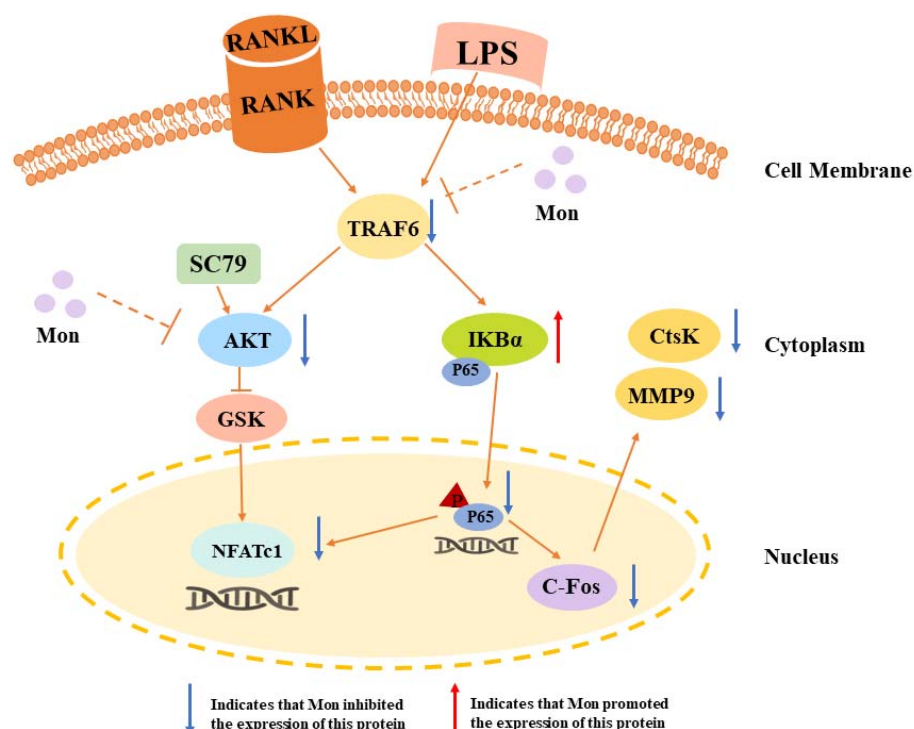 RANKL
RANK
LPS
Cell Membrane
Mon
TRAF6
SC79
Mon
AKT
IKBα
P65
CtsK
Cytoplasm
MMP9
GSK
P
P65
NFATc1
C-Fos
Nucleus
Indicates that Mon inhibited
the expression of this protein
Indicates that Mon promoted
the expression of this protein